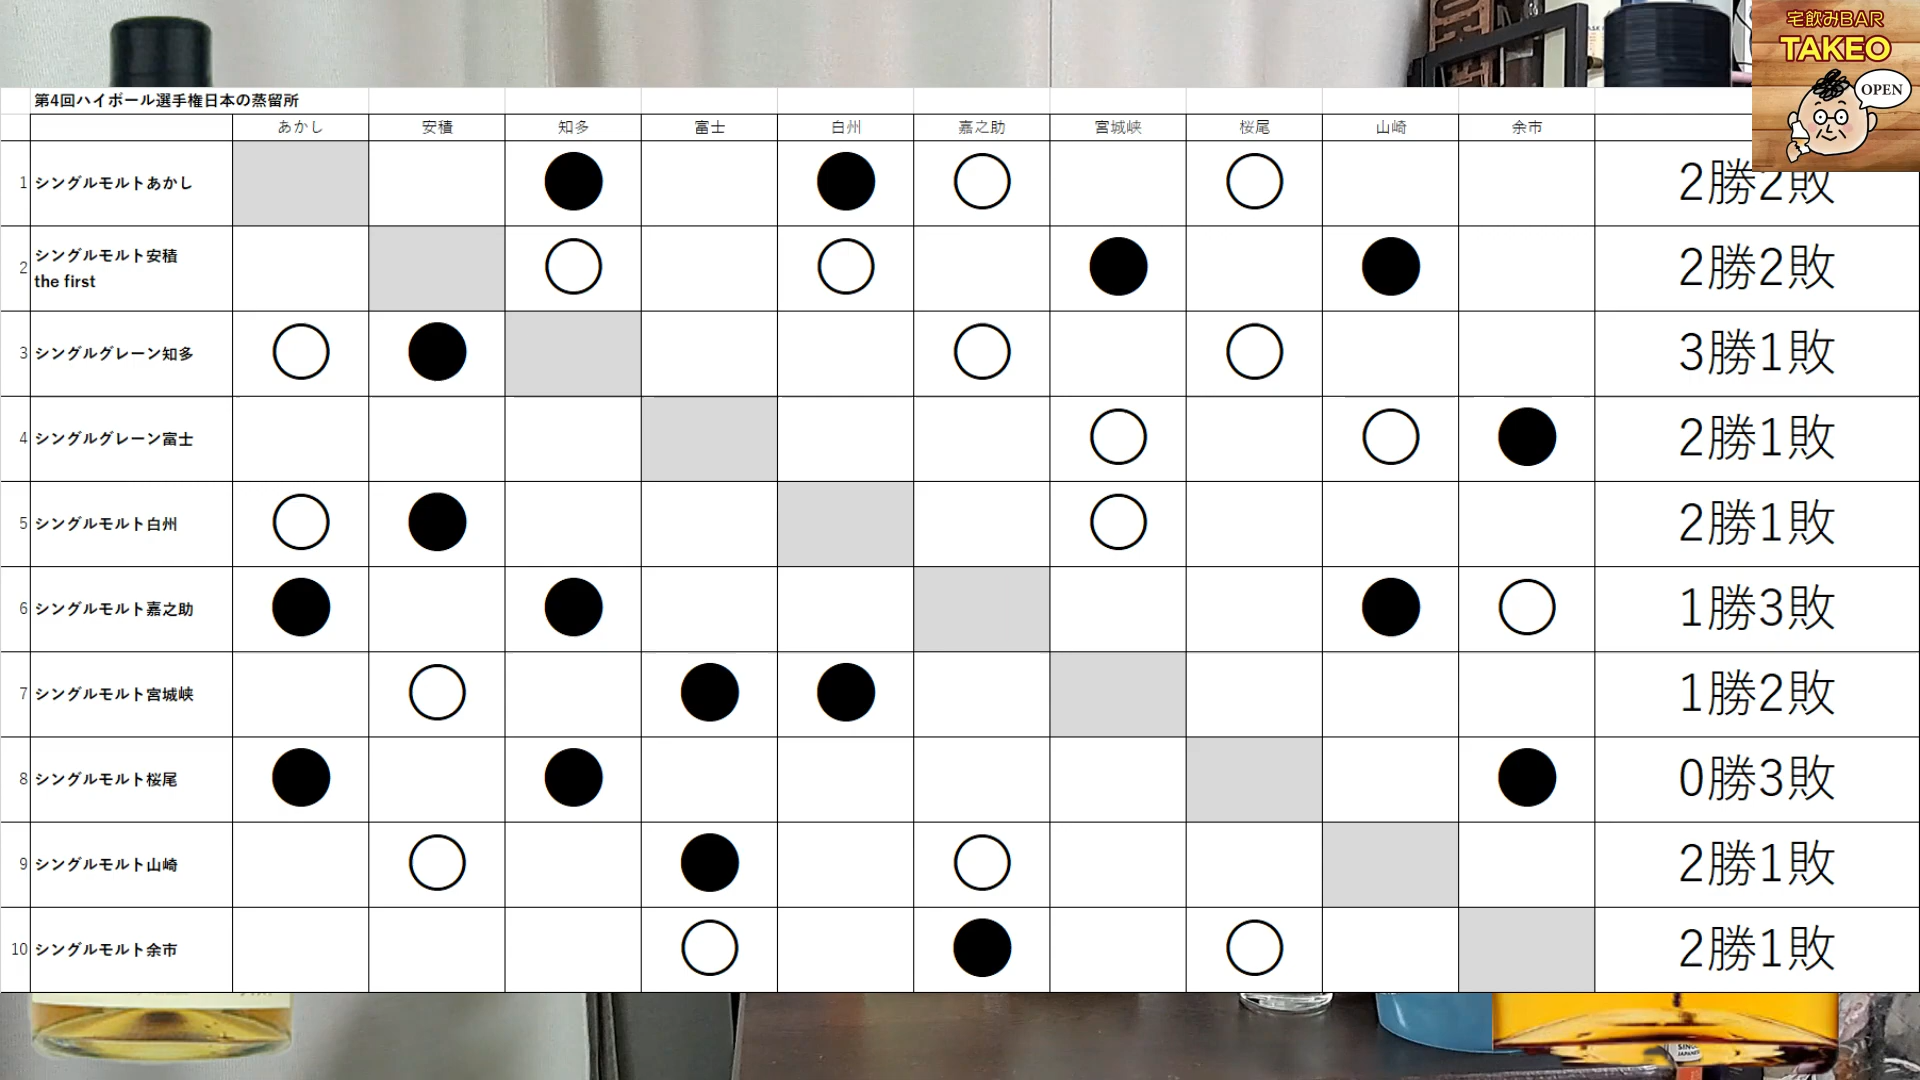 宅飲みBAR
TAKEO
OPEN
第4回ハイボール選手権日本の蒸留所
あかし 安積 知多 富士 白州 嘉之助 宮城峡 桜尾 山崎 余市
1 シングルモルトあかし ● ● ○ ○ 2勝2敗
2 シングルモルト安積
the first ○ ○ ● ● 2勝2敗
3 シングルグレーン知多 ○ ● ○ ○ 3勝1敗
4 シングルグレーン富士 ○ ○ ● 2勝1敗
5 シングルモルト白州 ○ ● ○ 2勝1敗
6 シングルモルト嘉之助 ● ● ● ○ 1勝3敗
7 シングルモルト宮城峡 ○ ● ● 1勝2敗
8 シングルモルト桜尾 ● ● ● 0勝3敗
9 シングルモルト山崎 ○ ● ○ 2勝1敗
10 シングルモルト余市 ○ ● ○ 2勝1敗